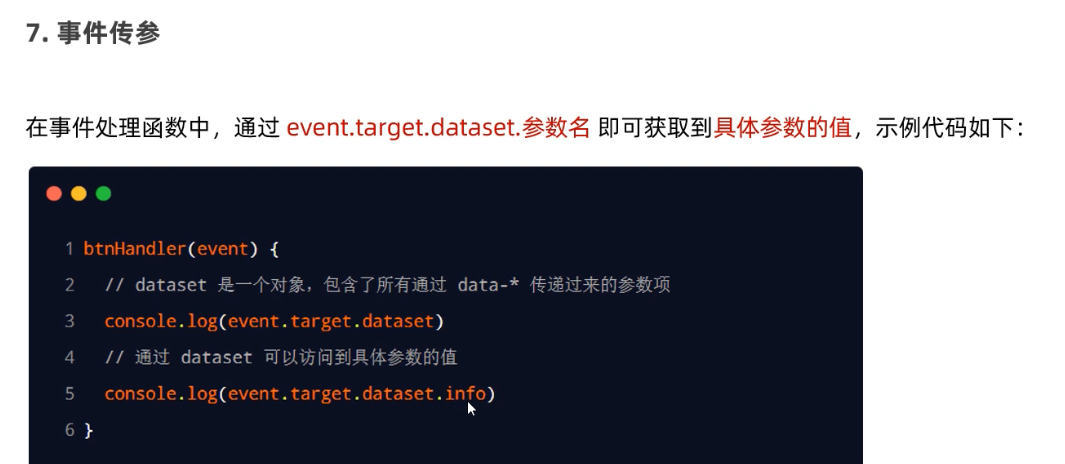 7. 事件传参
在事件处理函数中，通过 event.target.dataset.参数名 即可获取到具体参数的值，示例代码如下：
1 btnHandler(event) {
2 // dataset 是一个对象，包含了所有通过 data-* 传递过来的参数项
3 console.log(event.target.dataset)
4 // 通过 dataset 可以访问到具体参数的值
5 console.log(event.target.dataset.info)
6 }